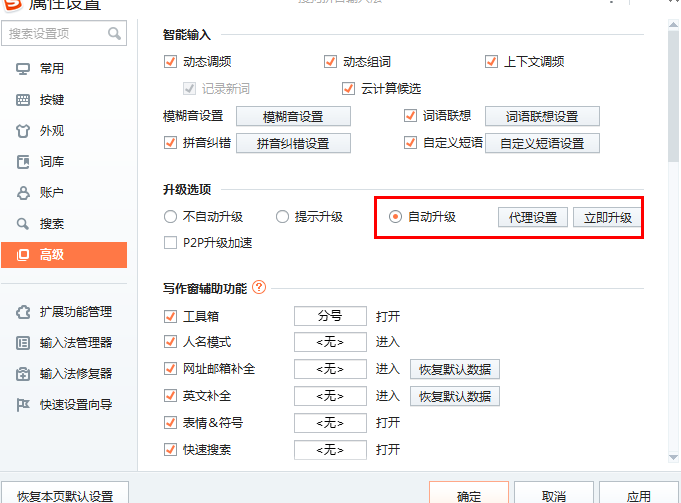 属性设置
搜索设置项
常用
按键
外观
词库
账户
搜索
高级
扩展功能管理
输入法管理器
输入法修复器
快速设置向导
智能输入
动态调频 动态组词 上下文调频
记录新词 云计算候选
模糊音设置 模糊音设置 词语联想 词语联想设置
拼音纠错 拼音纠错设置 自定义短语 自定义短语设置
升级选项
不自动升级 提示升级 自动升级 代理设置 立即升级
P2P升级加速
写作窗辅助功能 ?
工具箱 分号 打开
人名模式 <无> 进入
网址邮箱补全 <无> 进入 恢复默认数据
英文补全 <无> 进入 恢复默认数据
表情&符号 <无> 打开
快速搜索 <无> 打开
恢复本页默认设置 确定 取消 应用